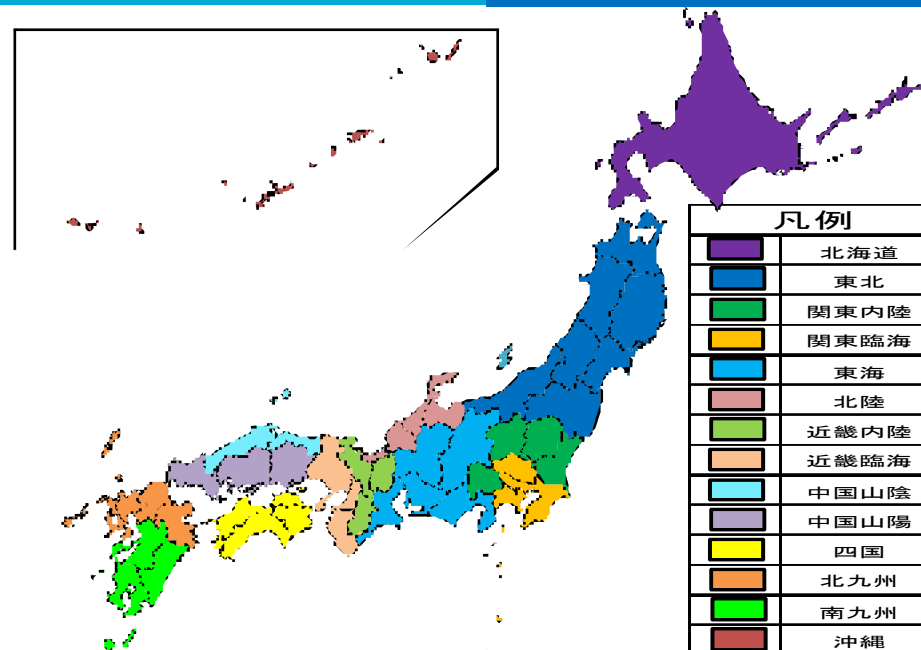 凡例
北海道
東北
関東内陸
関東臨海
東海
北陸
近畿内陸
近畿臨海
中国山陰
中国山陽
四国
北九州
南九州
沖縄